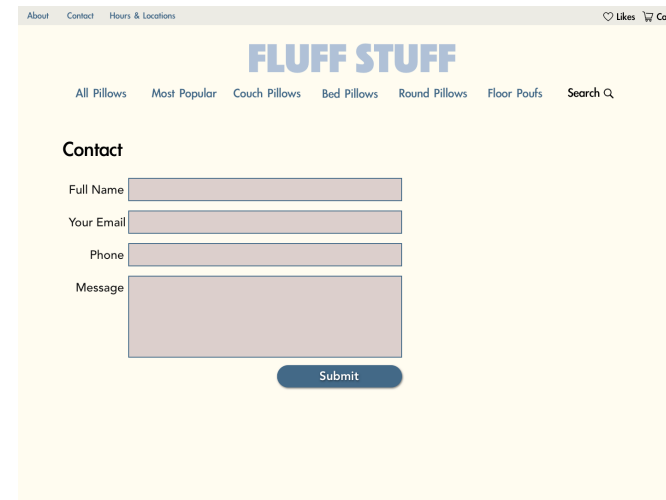 About Contact Hours & Locations Likes
FLUFF STUFF
All Pillows Most Popular Couch Pillows Bed Pillows Round Pillows Floor Poufs Search
Contact
Full Name
Your Email
Phone
Message
Submit